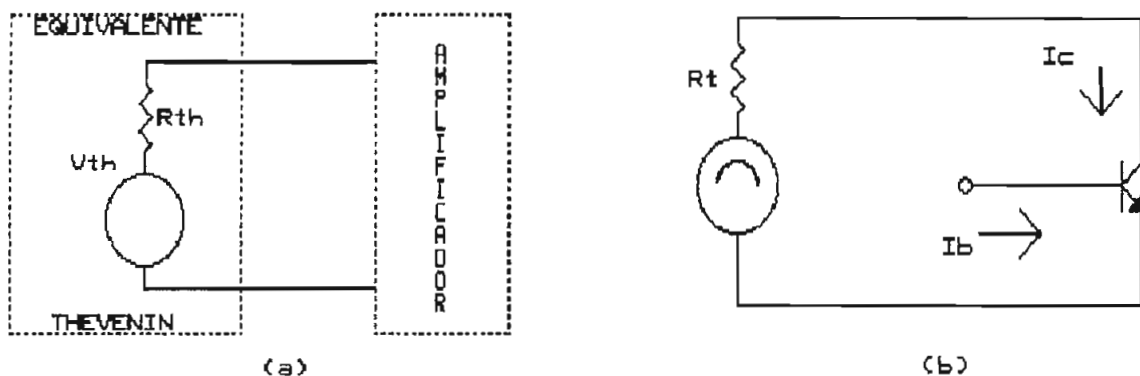 EQUIVALENTE
Rth
Vth
THEVENIN
AMPLIFICADOR
(a)
Rt
Ic
Ib
(b)